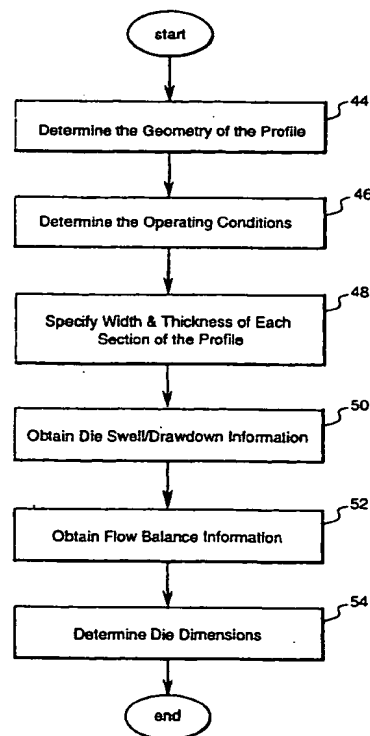 start
44
Determine the Geometry of the Profile
46
Determine the Operating Conditions
48
Specify Width & Thickness of Each
Section of the Profile
50
Obtain Die Swell/Drawdown Information
52
Obtain Flow Balance Information
54
Determine Die Dimensions
end